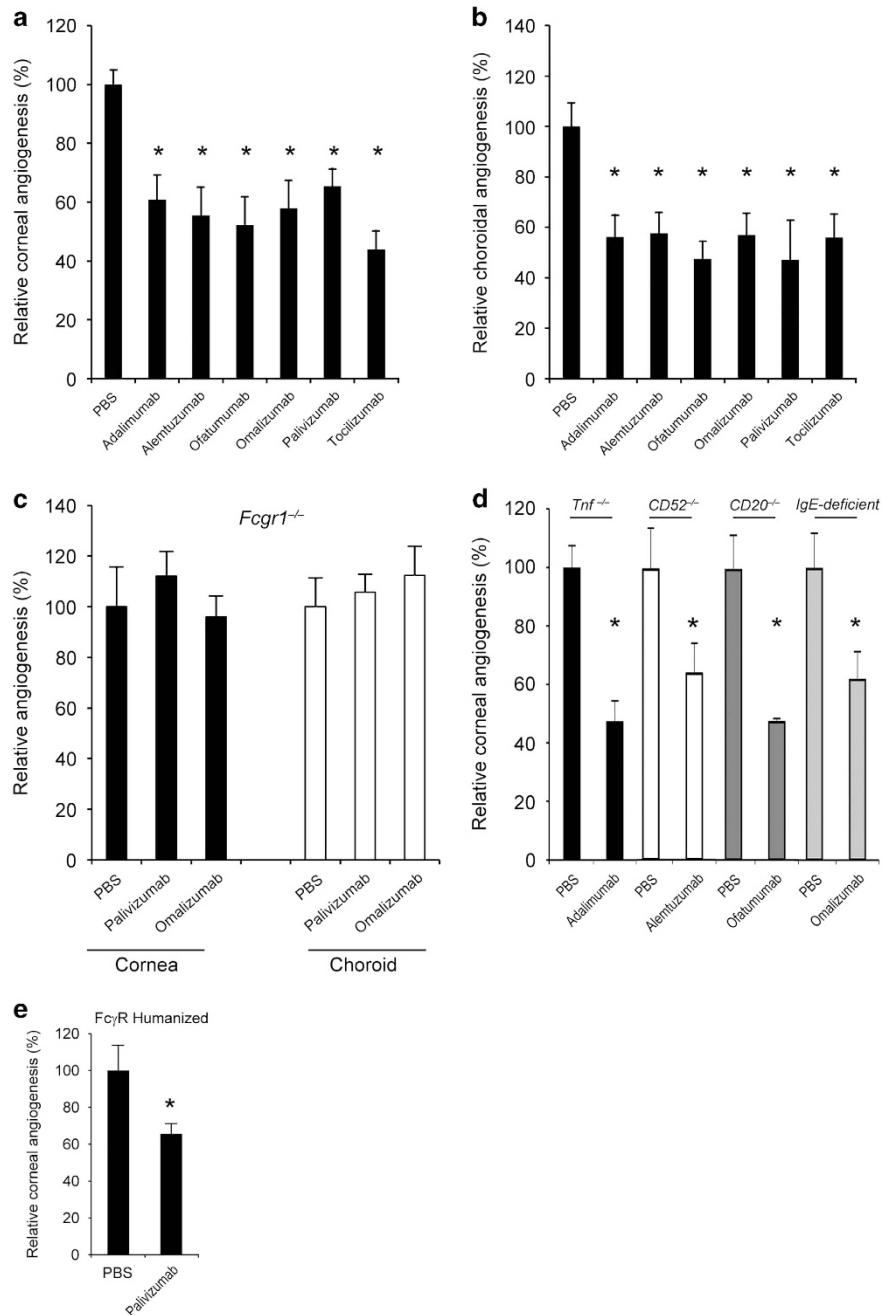 a
Relative corneal angiogenesis (%)
120
100
80
60
40
20
0
* * * * * *
PBS
Adalimumab
Alemtuzumab
Ofatumumab
Omalizumab
Palivizumab
Tocilizumab
b
Relative choroidal angiogenesis (%)
140
120
100
80
60
40
20
0
* * * * * *
PBS
Adalimumab
Alemtuzumab
Ofatumumab
Omalizumab
Palivizumab
Tocilizumab
c
Relative angiogenesis (%)
140
120
100
80
60
40
20
0
Fcgr1–/–
PBS
Palivizumab
Omalizumab
Cornea
PBS
Palivizumab
Omalizumab
Choroid
d
Relative corneal angiogenesis (%)
120
100
80
60
40
20
0
Tnf –/– CD52–/– CD20–/– IgE-deficient
* * * *
PBS
Adalimumab
PBS
Alemtuzumab
PBS
Ofatumumab
PBS
Omalizumab
e
FcγR Humanized
Relative corneal angiogenesis (%)
120
100
80
60
40
20
0
*
PBS
Palivizumab